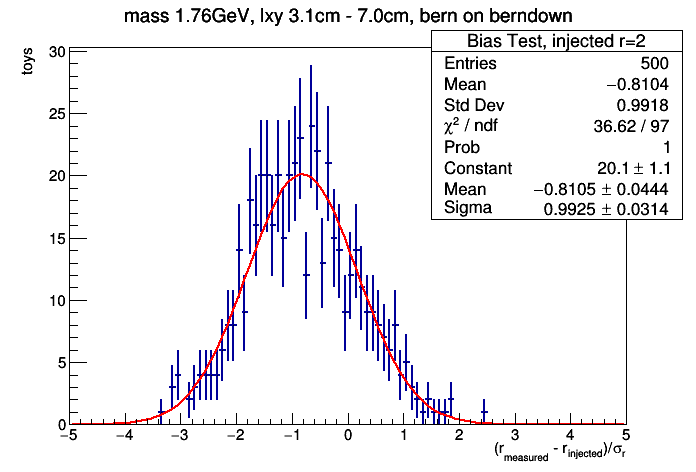 mass 1.76GeV, lxy 3.1cm - 7.0cm, bern on berndown
Bias Test, injected r=2
Entries 500
Mean −0.8104
Std Dev 0.9918
χ² / ndf 36.62 / 97
Prob 1
Constant 20.1 ± 1.1
Mean −0.8105 ± 0.0444
Sigma 0.9925 ± 0.0314
toys
30
25
20
15
10
5
0
−5 −4 −3 −2 −1 0 1 2 3 4 5
(r_measured - r_injected)/σ_r